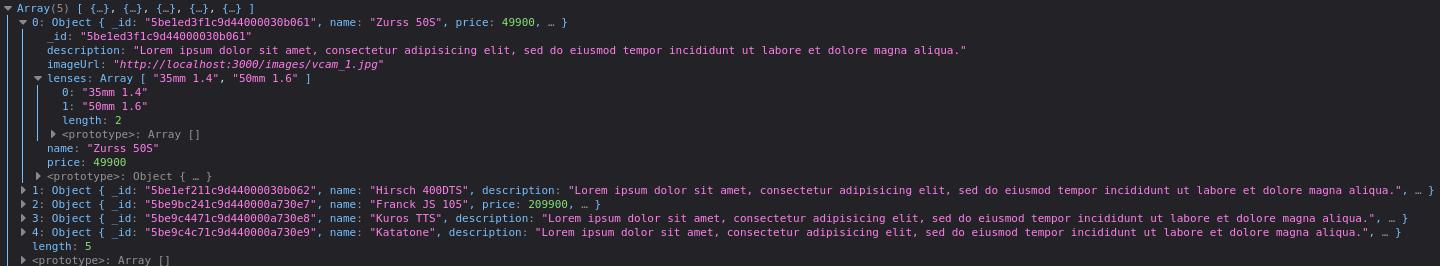 Array(5) [ {…}, {…}, {…}, {…}, {…} ]
0: Object { _id: "5be1ed3f1c9d44000030b061", name: "Zurss 50S", price: 49900, … }
_id: "5be1ed3f1c9d44000030b061"
description: "Lorem ipsum dolor sit amet, consectetur adipisicing elit, sed do eiusmod tempor incididunt ut labore et dolore magna aliqua."
imageUrl: "http://localhost:3000/images/vcam_1.jpg"
lenses: Array [ "35mm 1.4", "50mm 1.6" ]
0: "35mm 1.4"
1: "50mm 1.6"
length: 2
<prototype>: Array []
name: "Zurss 50S"
price: 49900
<prototype>: Object { … }
1: Object { _id: "5be1ef211c9d44000030b062", name: "Hirsch 400DTS", description: "Lorem ipsum dolor sit amet, consectetur adipisicing elit, sed do eiusmod tempor incididunt ut labore et dolore magna aliqua.", … }
2: Object { _id: "5be9bc241c9d440000a730e7", name: "Franck JS 105", price: 209900, … }
3: Object { _id: "5be9c4471c9d440000a730e8", name: "Kuros TTS", description: "Lorem ipsum dolor sit amet, consectetur adipisicing elit, sed do eiusmod tempor incididunt ut labore et dolore magna aliqua.", … }
4: Object { _id: "5be9c4c71c9d440000a730e9", name: "Katatone", description: "Lorem ipsum dolor sit amet, consectetur adipisicing elit, sed do eiusmod tempor incididunt ut labore et dolore magna aliqua.", … }
length: 5
<prototype>: Array []